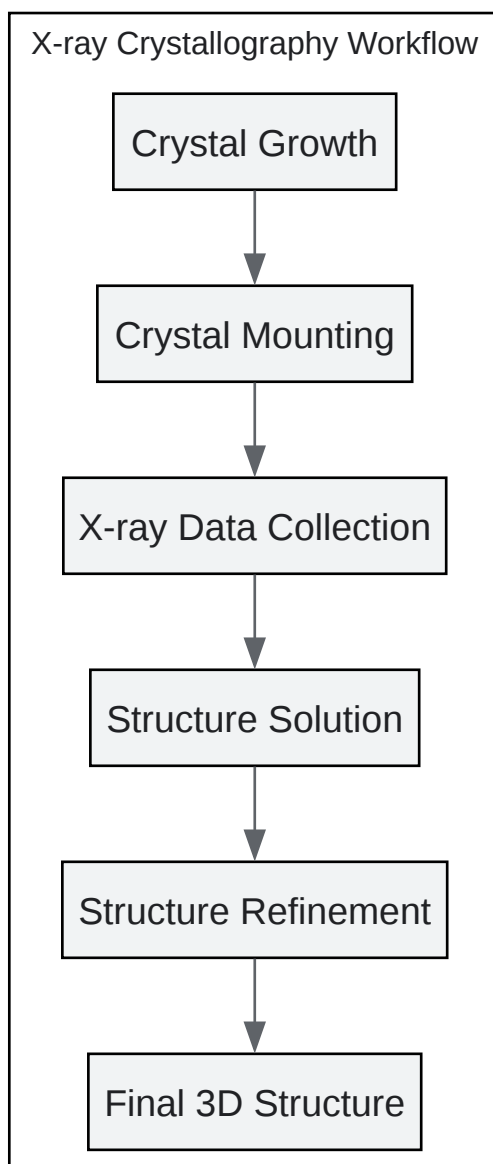 X-ray Crystallography Workflow
Crystal Growth
Crystal Mounting
X-ray Data Collection
Structure Solution
Structure Refinement
Final 3D Structure